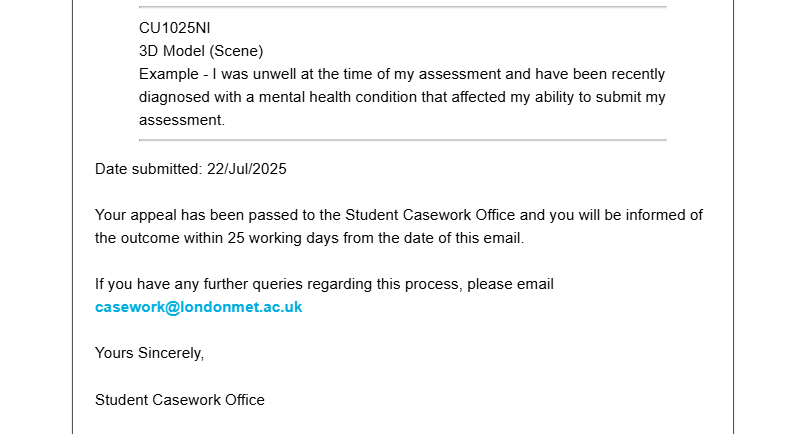 CU1025NI
3D Model (Scene)
Example - I was unwell at the time of my assessment and have been recently
diagnosed with a mental health condition that affected my ability to submit my
assessment.
Date submitted: 22/Jul/2025
Your appeal has been passed to the Student Casework Office and you will be informed of
the outcome within 25 working days from the date of this email.
If you have any further queries regarding this process, please email
casework@londonmet.ac.uk
Yours Sincerely,
Student Casework Office